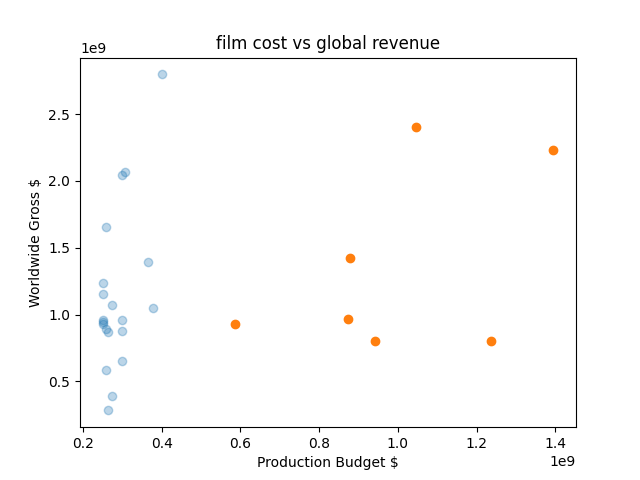 film cost vs global revenue
1e9
2.5
2.0
1.5
1.0
0.5
Worldwide Gross $
0.2 0.4 0.6 0.8 1.0 1.2 1.4
1e9
Production Budget $